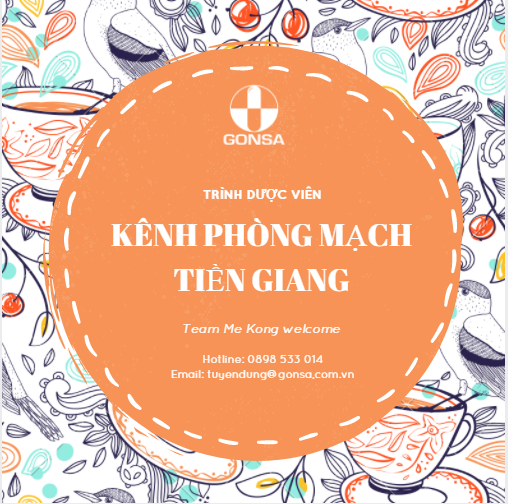 GONSA
TRÌNH DƯỢC VIÊN
KÊNH PHÒNG MẠCH
TIỀN GIANG
Team Me Kong welcome
Hotline: 0898 533 014
Email: tuyendung@gonsa.com.vn